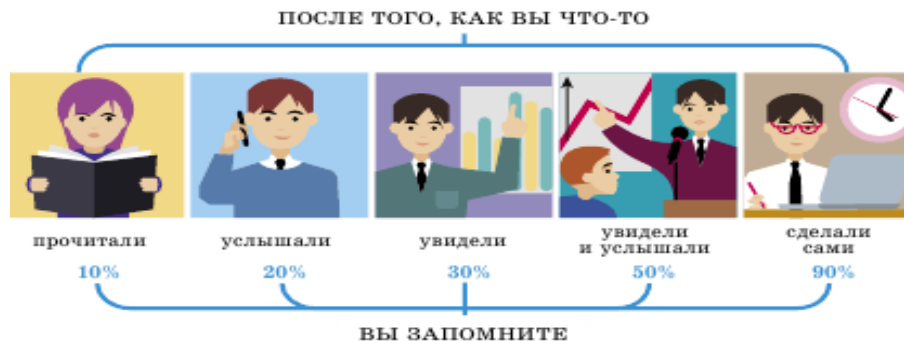 ПОСЛЕ ТОГО, КАК ВЫ ЧТО-ТО
прочитали
услышали
увидели
увидели
и услышали
сделали
сами
10%
20%
30%
50%
90%
ВЫ ЗАПОМНИТЕ